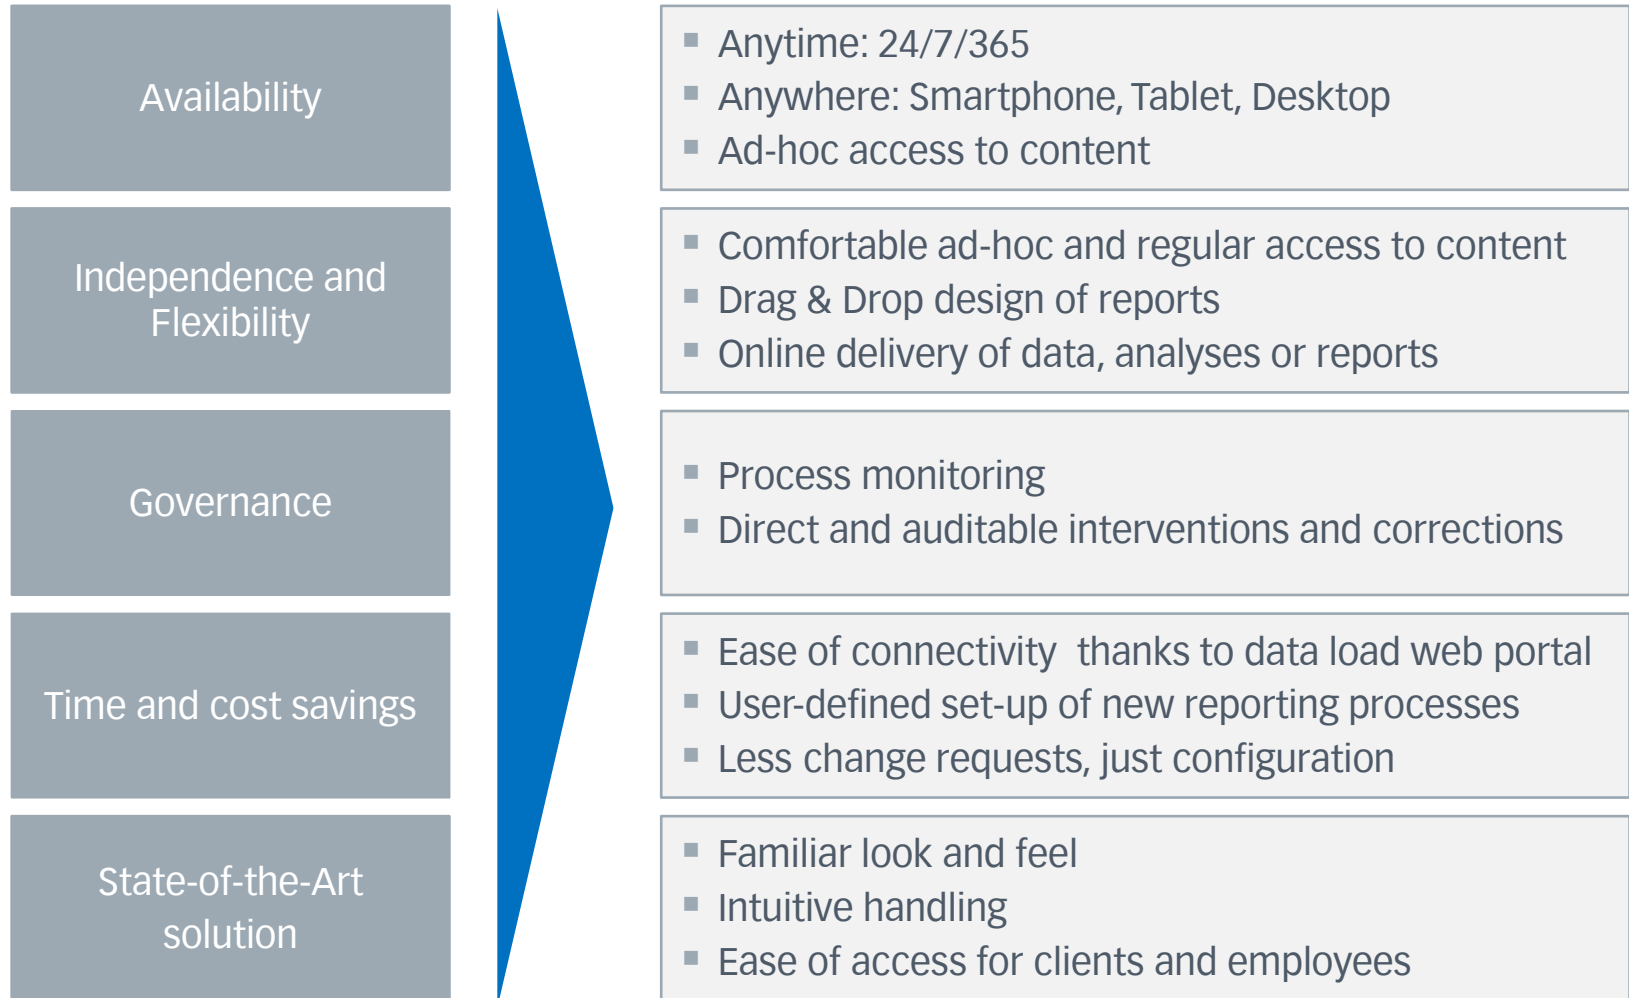 Availability
Anytime: 24/7/365
Anywhere: Smartphone, Tablet, Desktop
Ad-hoc access to content
Independence and
Flexibility
Comfortable ad-hoc and regular access to content
Drag & Drop design of reports
Online delivery of data, analyses or reports
Governance
Process monitoring
Direct and auditable interventions and corrections
Time and cost savings
Ease of connectivity  thanks to data load web portal
User-defined set-up of new reporting processes
Less change requests, just configuration
State-of-the-Art
solution
Familiar look and feel
Intuitive handling
Ease of access for clients and employees